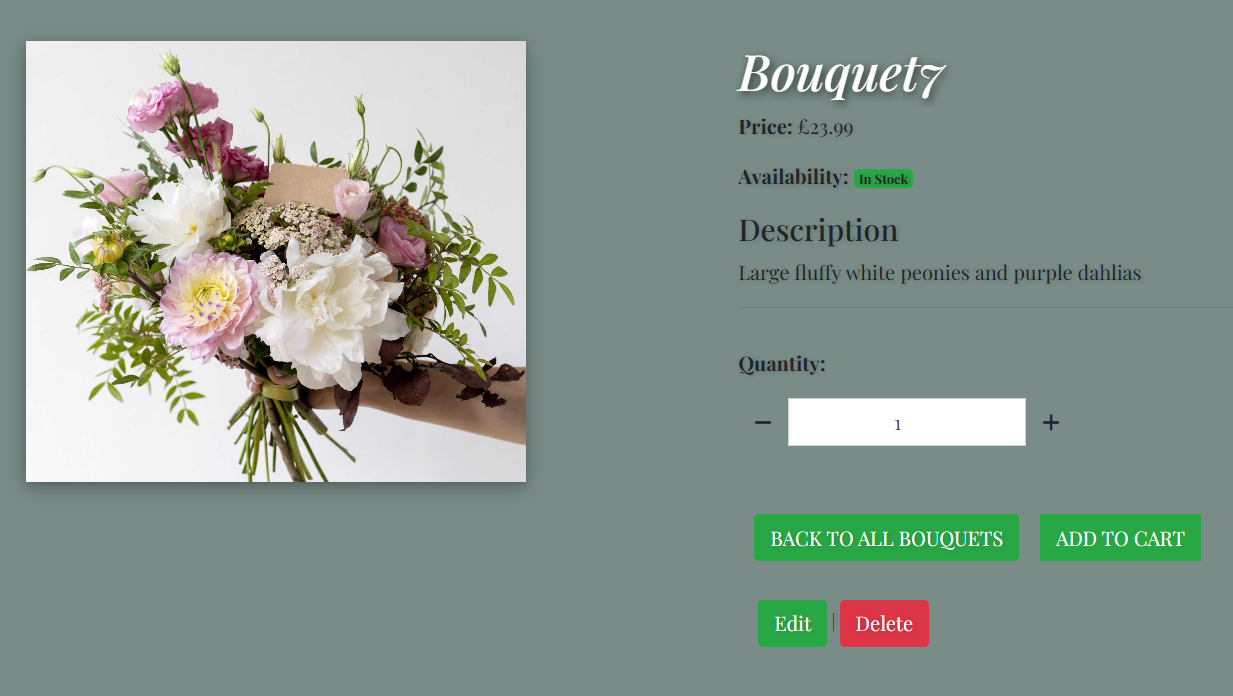 Bouquet7
Price: £23.99
Availability: In Stock
Description
Large fluffy white peonies and purple dahlias
Quantity:
− 1 +
BACK TO ALL BOUQUETS ADD TO CART
Edit | Delete